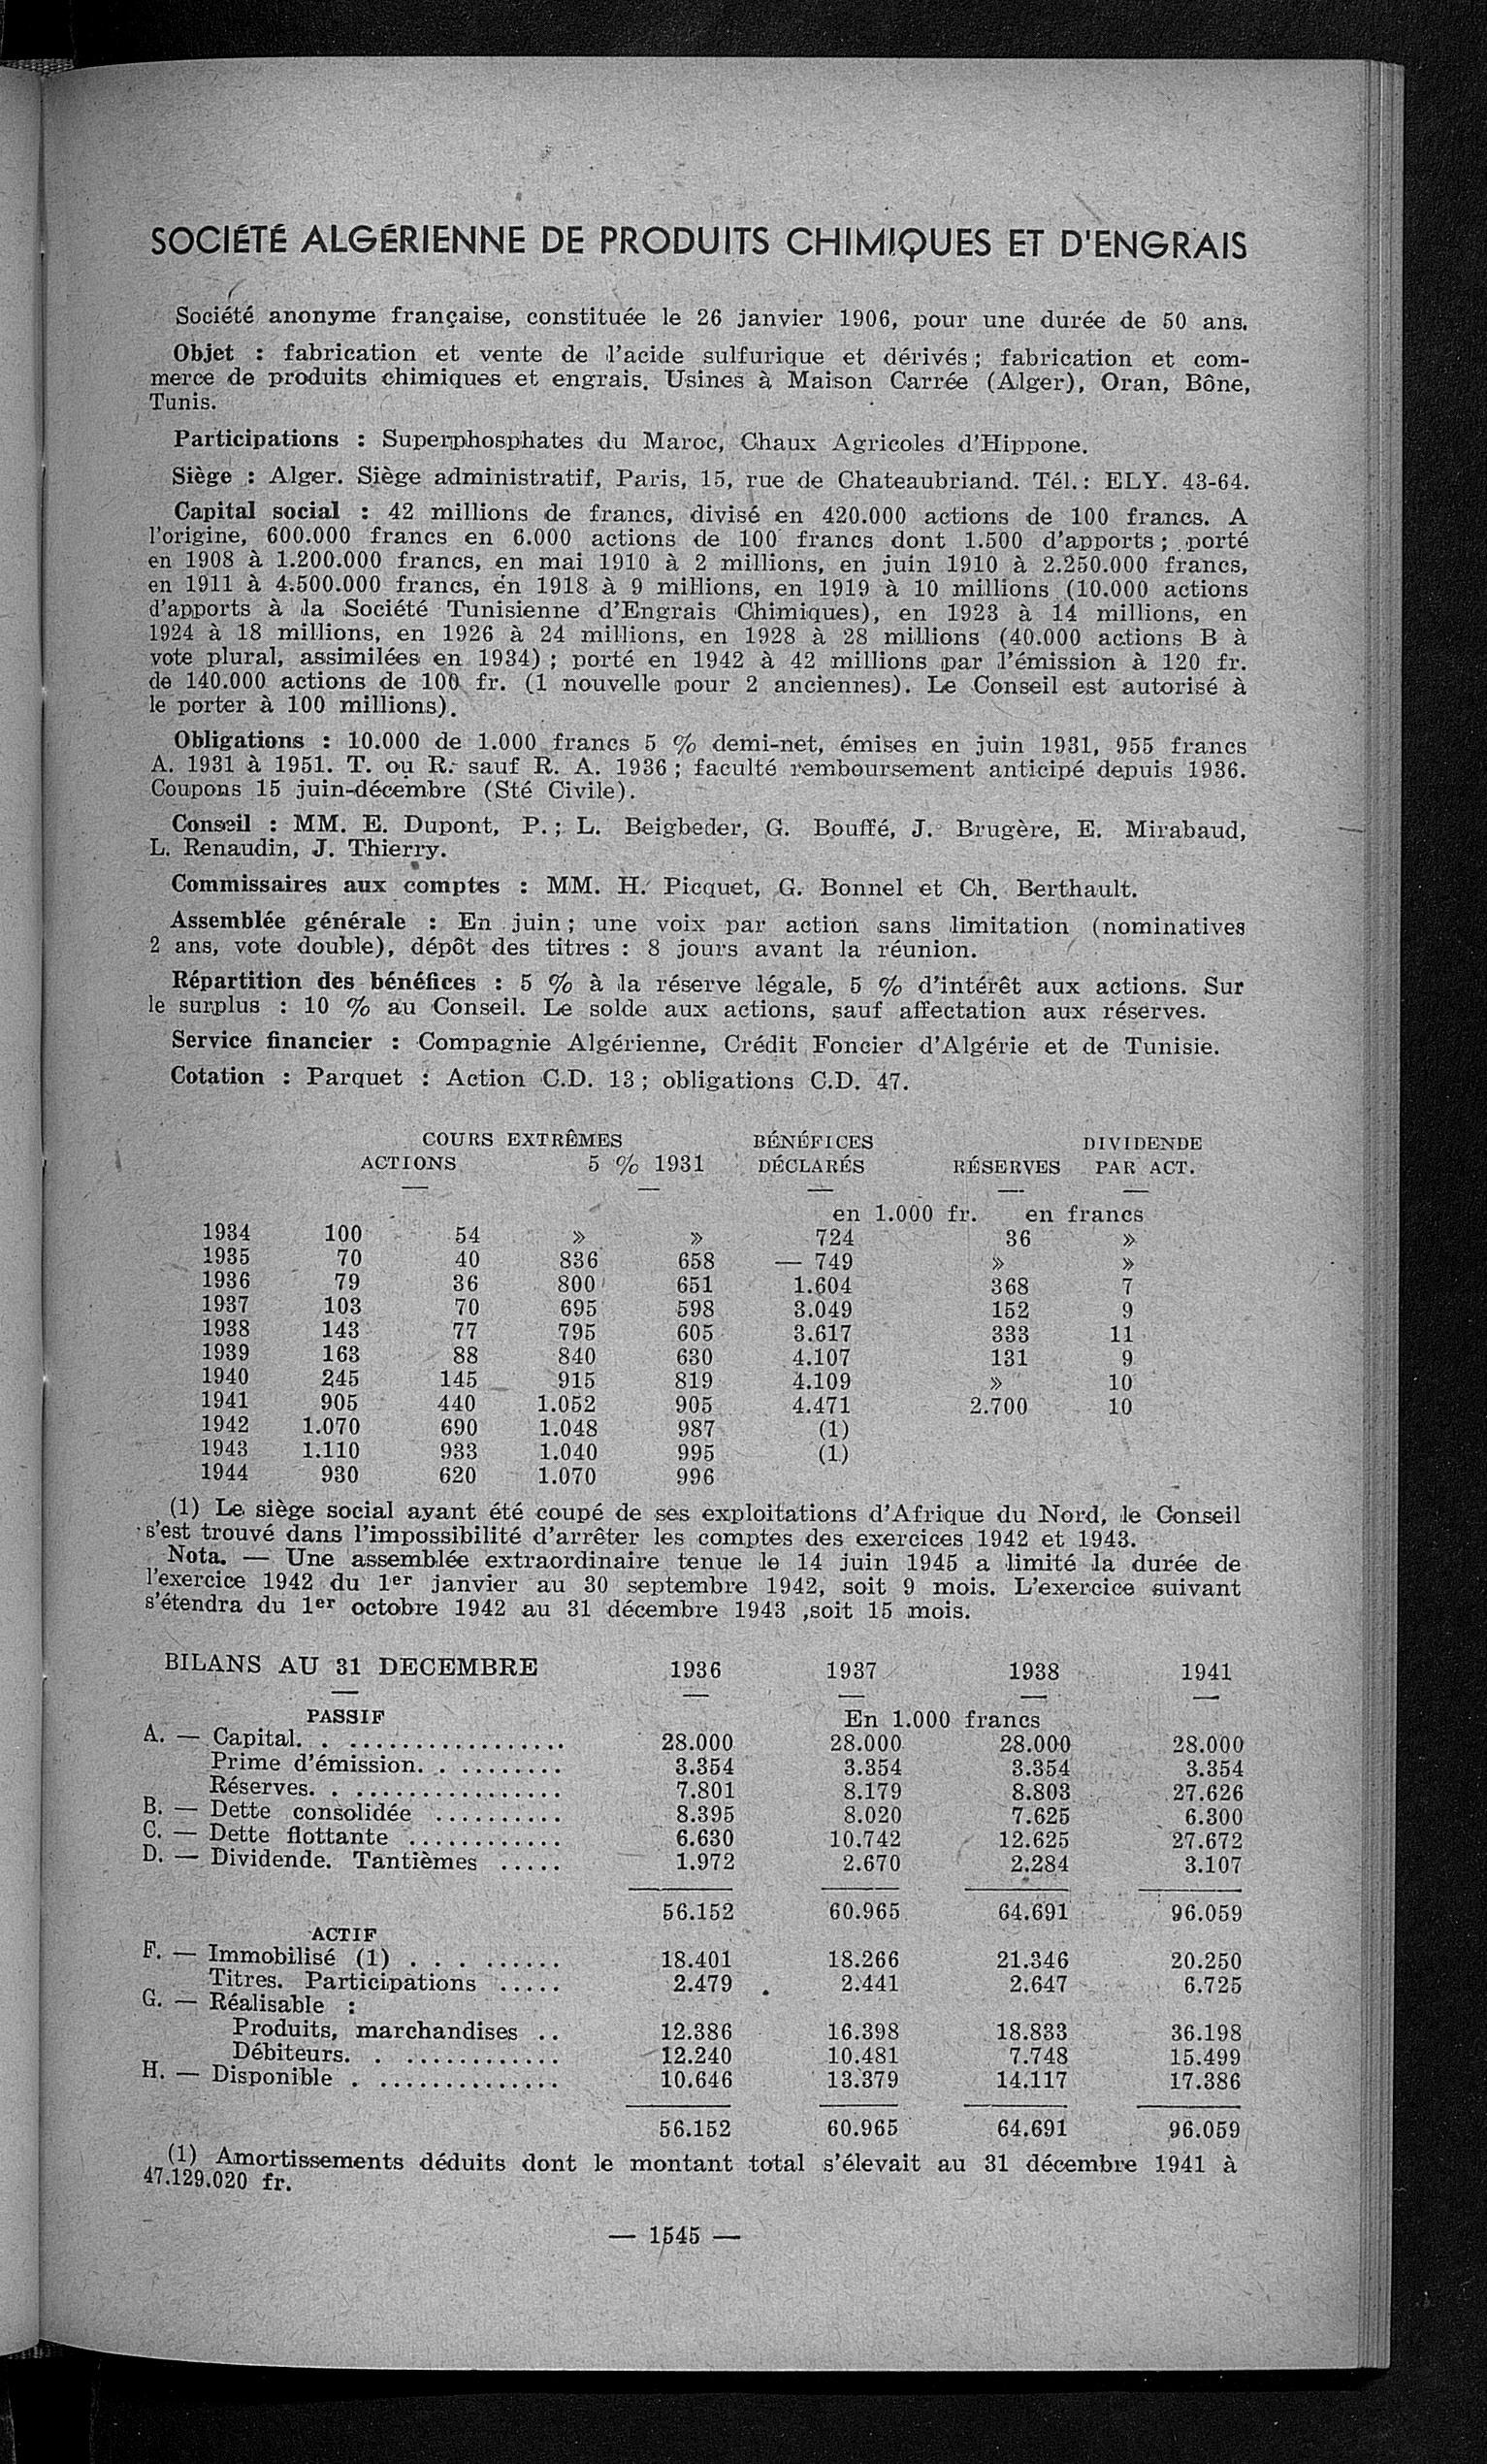 SOCIÉTÉ ALGÉRIENNE DE PRODUITS CHIMIQUES ET D'ENGRAIS
Société anonyme française, constituée le 26 janvier 1906, pour une durée de 50 ans.
Objet : fabrication et vente de l'acide sulfurique et dérivés ; fabrication et com-
merce de produits chimiques et engrais. Usines à Maison Carrée (Alger), Oran, Bône,
Tunis.
Participations : Superphosphates du Maroc, Chaux Agricoles d'Hippone.
Siège : Alger. Siège administratif, Paris, 15, rue de Chateaubriand. Tél. : ELY. 43-64.
Capital social : 42 millions de francs, divisé en 420.000 actions de 100 francs. A
l'origine, 600.000 francs en 6.000 actions de 100 francs dont 1.500 d'apports ; porté
en 1908 à 1.200.000 francs, en mai 1910 à 2 millions, en juin 1910 à 2.250.000 francs,
en 1911 à 4.500.000 francs, en 1918 à 9 millions, en 1919 à 10 millions (10.000 actions
d'apports à la Société Tunisienne d'Engrais Chimiques), en 1923 à 14 millions, en
1924 à 18 millions, en 1926 à 24 millions, en 1928 à 28 millions (40.000 actions B à
vote plural, assimilées en 1934) ; porté en 1942 à 42 millions par l'émission à 120 fr.
de 140.000 actions de 100 fr. (1 nouvelle pour 2 anciennes). Le Conseil est autorisé à
le porter à 100 millions).
Obligations : 10.000 de 1.000 francs 5 % demi-net, émises en juin 1931, 955 francs
A. 1931 à 1951. T. ou R. sauf R. A. 1936 ; faculté remboursement anticipé depuis 1936.
Coupons 15 juin-décembre (Sté Civile).
Conseil : MM. E. Dupont, P. ; L. Beigbeder, G. Bouffé, J. Brugère, E. Mirabaud,
L. Renaudin, J. Thierry.
Commissaires aux comptes : MM. H. Picquet, G. Bonnel et Ch. Berthault.
Assemblée générale : En juin ; une voix par action sans limitation (nominatives
2 ans, vote double), dépôt des titres : 8 jours avant la réunion.
Répartition des bénéfices : 5 % à la réserve légale, 5 % d'intérêt aux actions. Sur
le surplus : 10 % au Conseil. Le solde aux actions, sauf affectation aux réserves.
Service financier : Compagnie Algérienne, Crédit Foncier d'Algérie et de Tunisie.
Cotation : Parquet : Action C.D. 13 ; obligations C.D. 47.
COURS EXTRÊMES BÉNÉFICES DIVIDENDE
ACTIONS 5 % 1931 DÉCLARÉS RÉSERVES PAR ACT.
en 1.000 fr. en francs
1934 100 54 » » 724 36 »
1935 70 40 836 658 — 749 » »
1936 79 36 800 651 1.604 368 7
1937 103 70 695 598 3.049 152 9
1938 143 77 795 605 3.617 333 11
1939 163 88 840 630 4.107 131 9
1940 245 145 915 819 4.109 » 10
1941 905 440 1.052 905 4.471 2.700 10
1942 1.070 690 1.048 987 (1)
1943 1.110 933 1.040 995 (1)
1944 930 620 1.070 996
(1) Le siège social ayant été coupé de ses exploitations d'Afrique du Nord, le Conseil
s'est trouvé dans l'impossibilité d'arrêter les comptes des exercices 1942 et 1943.
Nota. — Une assemblée extraordinaire tenue le 14 juin 1945 a limité la durée de
l'exercice 1942 du 1er janvier au 30 septembre 1942, soit 9 mois. L'exercice suivant
s'étendra du 1er octobre 1942 au 31 décembre 1943 ,soit 15 mois.
BILANS AU 31 DECEMBRE 1936 1937 1938 1941
PASSIF En 1.000 francs
A. — Capital. . . . . . . . . . . . . . . . . . . 28.000 28.000 28.000 28.000
Prime d'émission. . . . . . . . . . 3.354 3.354 3.354 3.354
Réserves. . . . . . . . . . . . . . . . . . 7.801 8.179 8.803 27.626
B. — Dette consolidée . . . . . . . . . . 8.395 8.020 7.625 6.300
C. — Dette flottante . . . . . . . . . . . . 6.630 10.742 12.625 27.672
D. — Dividende. Tantièmes . . . . . 1.972 2.670 2.284 3.107
56.152 60.965 64.691 96.059
ACTIF
F. — Immobilisé (1) . . . . . . . . . . 18.401 18.266 21.346 20.250
Titres. Participations . . . . . 2.479 2.441 2.647 6.725
G. — Réalisable :
Produits, marchandises . . 12.386 16.398 18.833 36.198
Débiteurs. . . . . . . . . . . . . . 12.240 10.481 7.748 15.499
H. — Disponible . . . . . . . . . . . . . . . 10.646 13.379 14.117 17.386
56.152 60.965 64.691 96.059
(1) Amortissements déduits dont le montant total s'élevait au 31 décembre 1941 à
47.129.020 fr.
— 1545 —